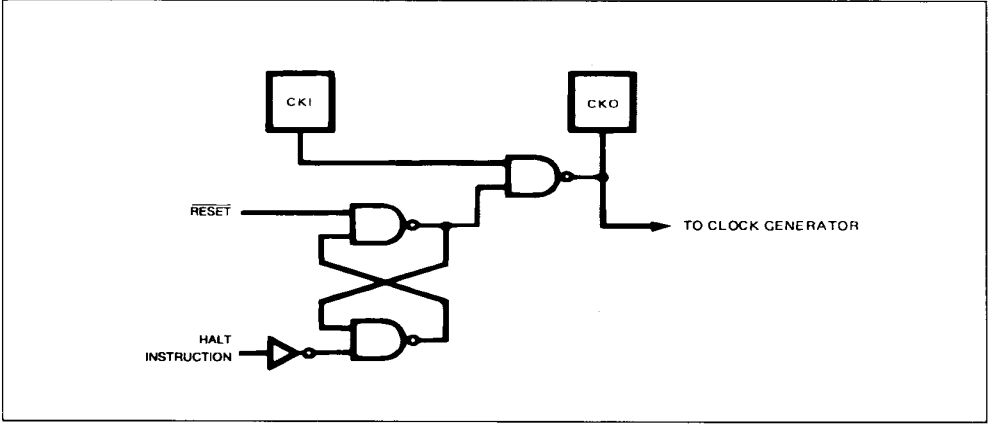 CKI
CKO
RESET
TO CLOCK GENERATOR
HALT
INSTRUCTION